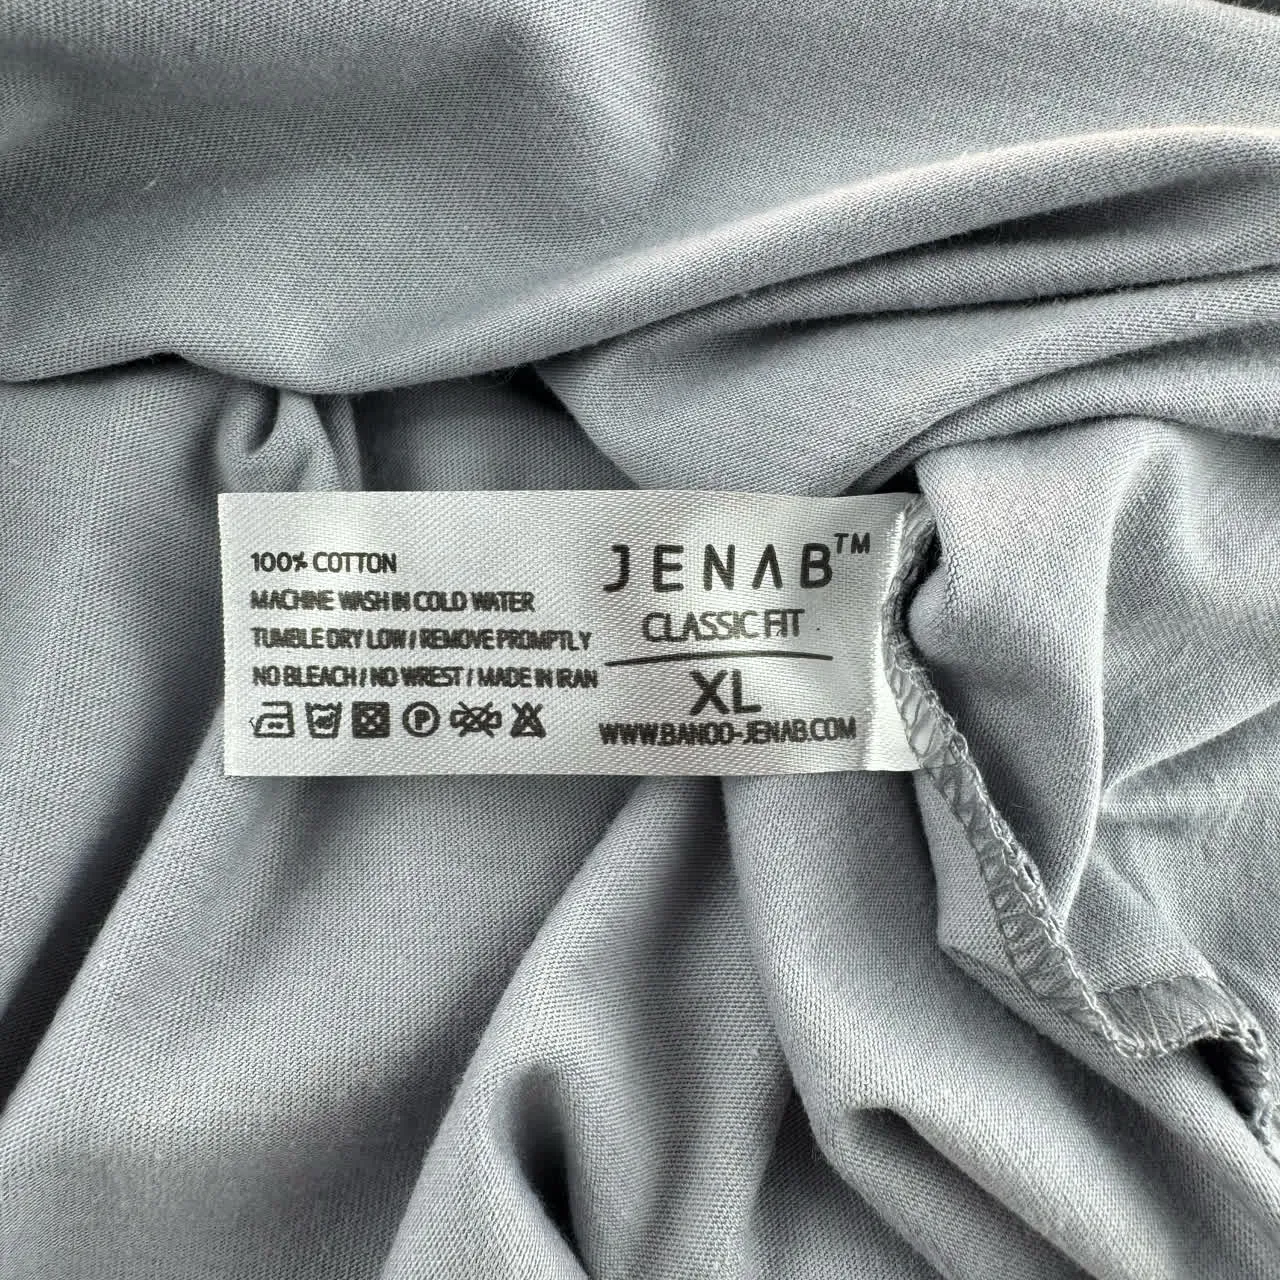 100% COTTON
MACHINE WASH IN COLD WATER
TUMBLE DRY LOW / REMOVE PROMPTLY
NO BLEACH / NO WREST / MADE IN IRAN
P
JENAB™
CLASSIC FIT
XL
WWW.BANOO-JENAB.COM